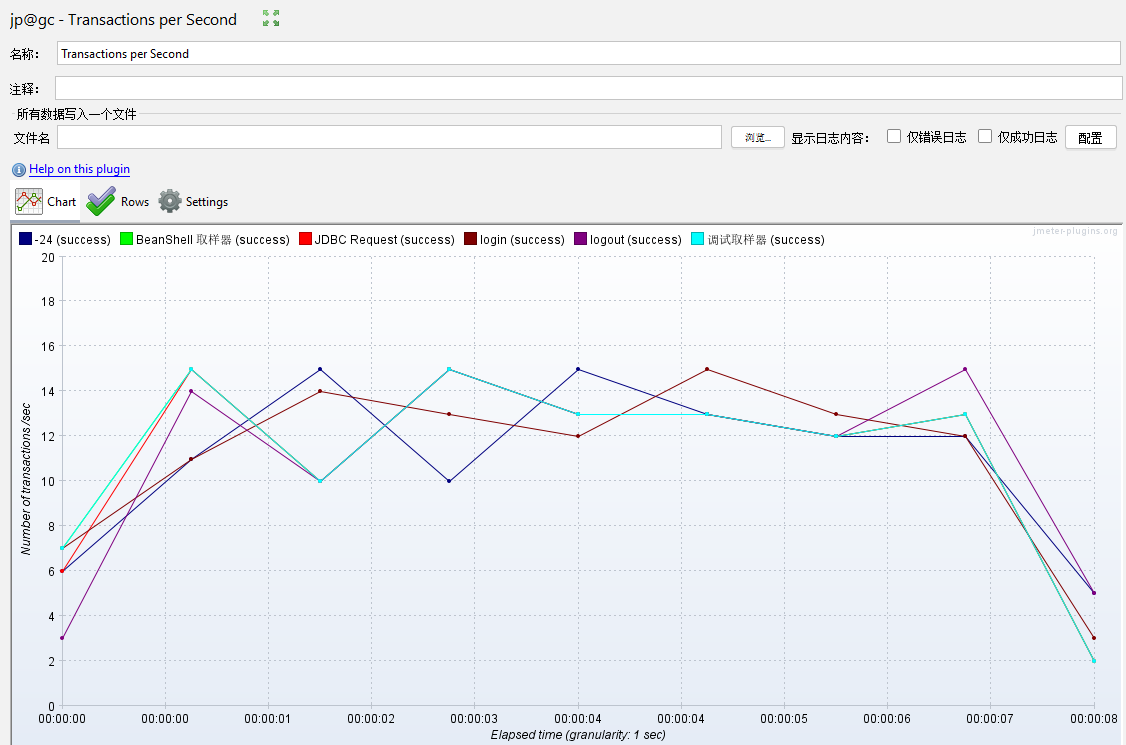 jp@gc - Transactions per Second
名称： Transactions per Second
注释：
所有数据写入一个文件
文件名 浏览... 显示日志内容： 仅错误日志 仅成功日志 配置
Help on this plugin
Chart Rows Settings
-24 (success) BeanShell 取样器 (success) JDBC Request (success) login (success) logout (success) 调试取样器 (success)
jmeter-plugins.org
20
18
16
14
12
10
8
6
4
2
0
Number of transactions /sec
00:00:00 00:00:00 00:00:01 00:00:02 00:00:03 00:00:04 00:00:04 00:00:05 00:00:06 00:00:07 00:00:08
Elapsed time (granularity: 1 sec)